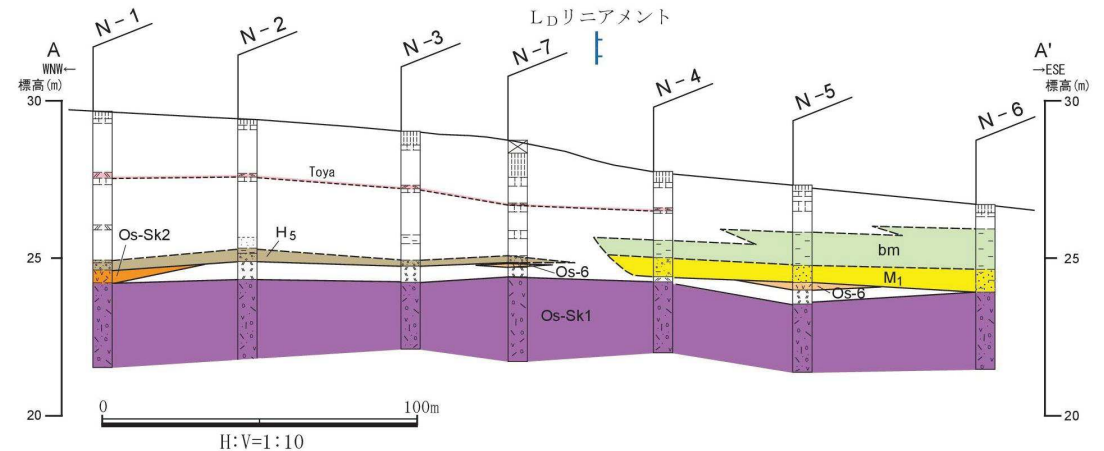 LDリニアメント
N-1
N-2
N-3
N-7
N-4
N-5
N-6
A
WNW←
標高(m)
A'
→ESE
標高(m)
30
30
Toya
Os-Sk2
H5
Os-6
bm
25
25
M1
Os-6
Os-Sk1
20
20
0
100m
H:V=1:10